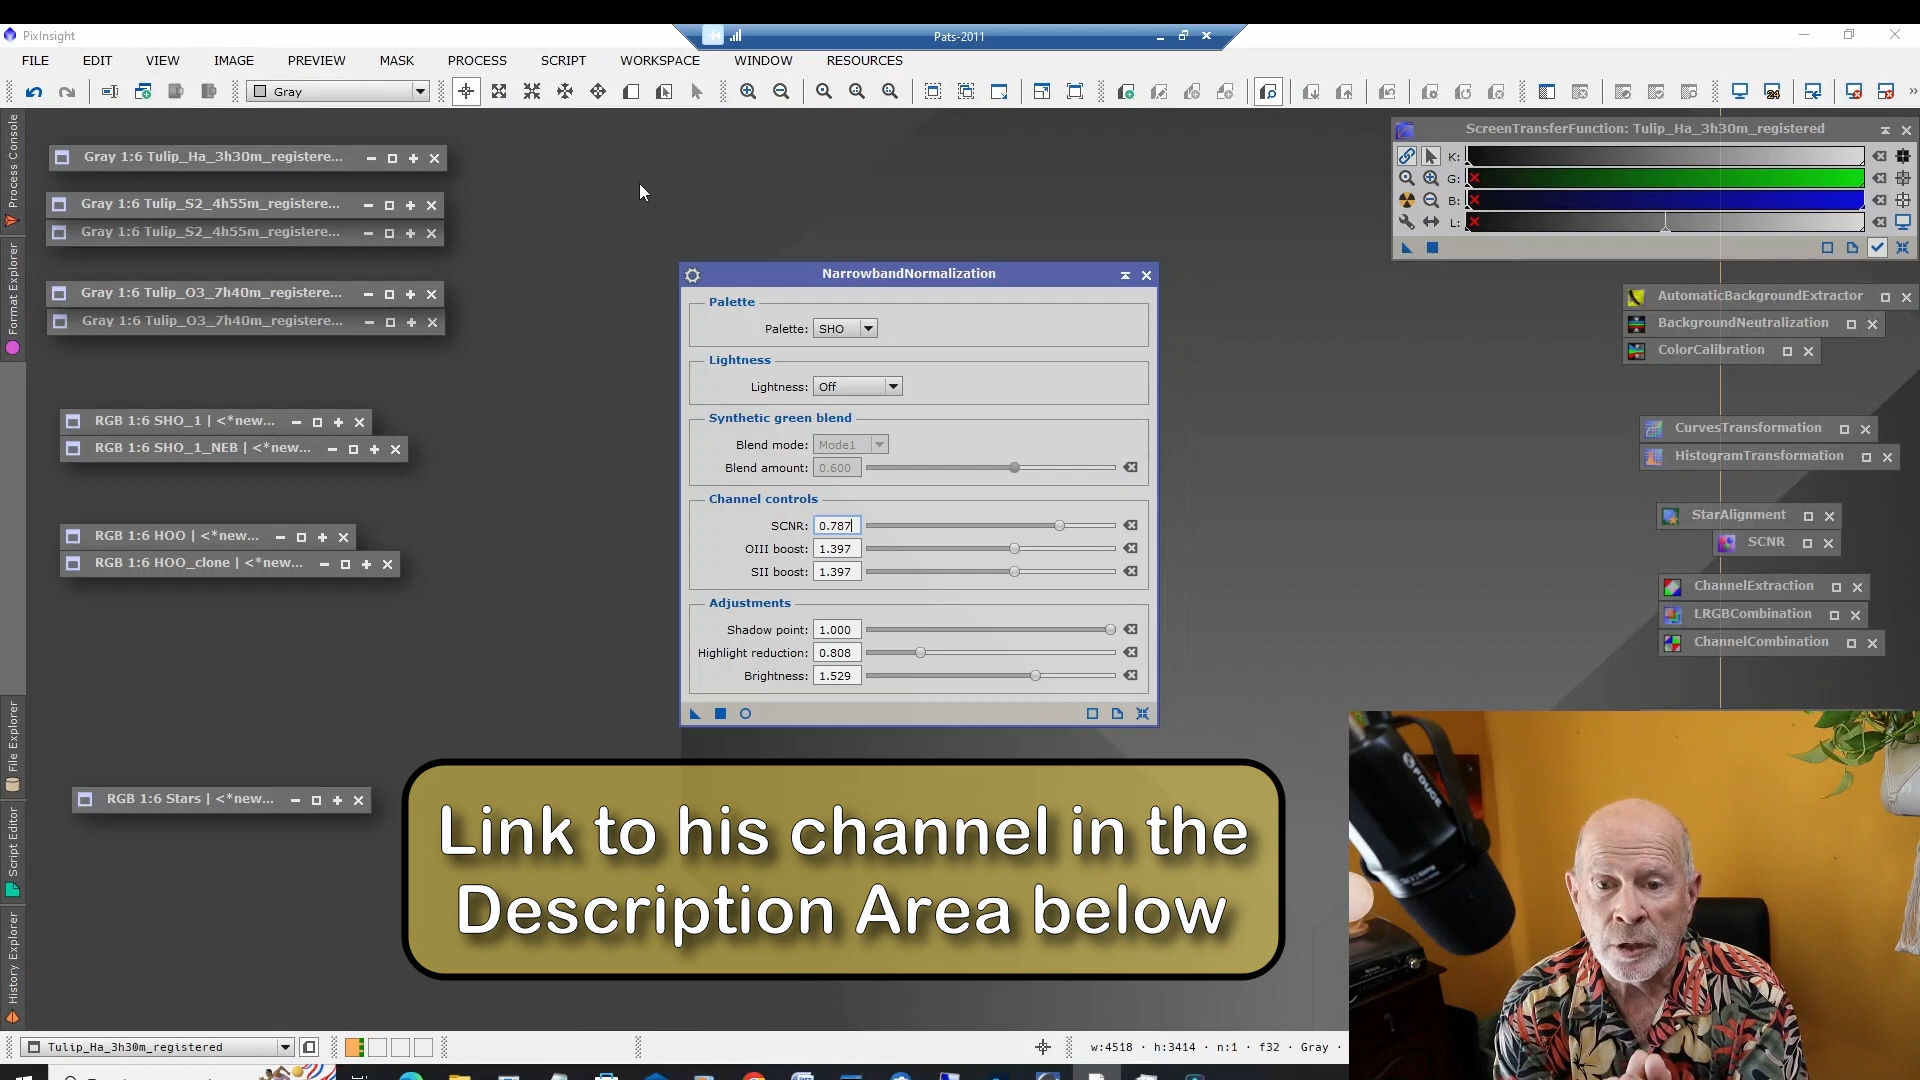 PixInsight
Pats-2011
FILE EDIT VIEW IMAGE PREVIEW MASK PROCESS SCRIPT WORKSPACE WINDOW RESOURCES
Gray
24
Process Console
Format Explorer
File Explorer
Script Editor
History Explorer
Gray 1:6 Tulip_Ha_3h30m_registere...
Gray 1:6 Tulip_S2_4h55m_registere...
Gray 1:6 Tulip_S2_4h55m_registere...
Gray 1:6 Tulip_O3_7h40m_registere...
Gray 1:6 Tulip_O3_7h40m_registere...
RGB 1:6 SHO_1 | <*new...
RGB 1:6 SHO_1_NEB | <*new...
RGB 1:6 HOO | <*new...
RGB 1:6 HOO_clone | <*new...
RGB 1:6 Stars | <*new...
NarrowbandNormalization
Palette
Palette: SHO
Lightness
Lightness: Off
Synthetic green blend
Blend mode: Mode1
Blend amount: 0.600
Channel controls
SCNR: 0.787
OIII boost: 1.397
SII boost: 1.397
Adjustments
Shadow point: 1.000
Highlight reduction: 0.808
Brightness: 1.529
ScreenTransferFunction: Tulip_Ha_3h30m_registered
K:
G:
B:
L:
AutomaticBackgroundExtractor
BackgroundNeutralization
ColorCalibration
CurvesTransformation
HistogramTransformation
StarAlignment
SCNR
ChannelExtraction
LRGBCombination
ChannelCombination
Link to his channel in the
Description Area below
Tulip_Ha_3h30m_registered
w:4518 · h:3414 · n:1 · f32 · Gray ·